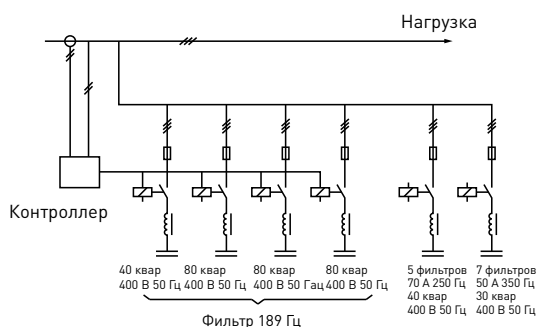 Нагрузка
Контроллер
40 квар
400 В 50 Гц
80 квар
400 В 50 Гц
80 квар
400 В 50 Гац
80 квар
400 В 50 Гц
5 фильтров
70 А 250 Гц
40 квар
400 В 50 Гц
7 фильтров
50 А 350 Гц
30 квар
400 В 50 Гц
Фильтр 189 Гц